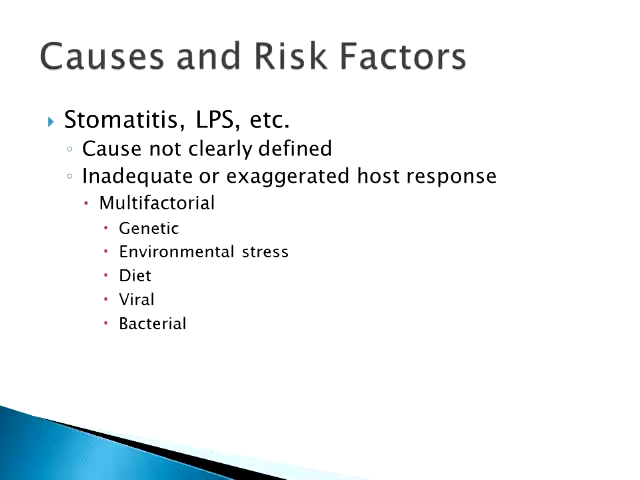 Causes and Risk Factors
Stomatitis, LPS, etc.
Cause not clearly defined
Inadequate or exaggerated host response
Multifactorial
Genetic
Environmental stress
Diet
Viral
Bacterial